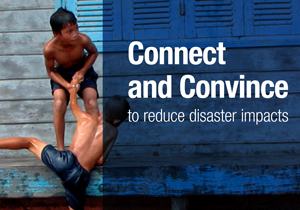 Connect
and Convince
to reduce disaster impacts